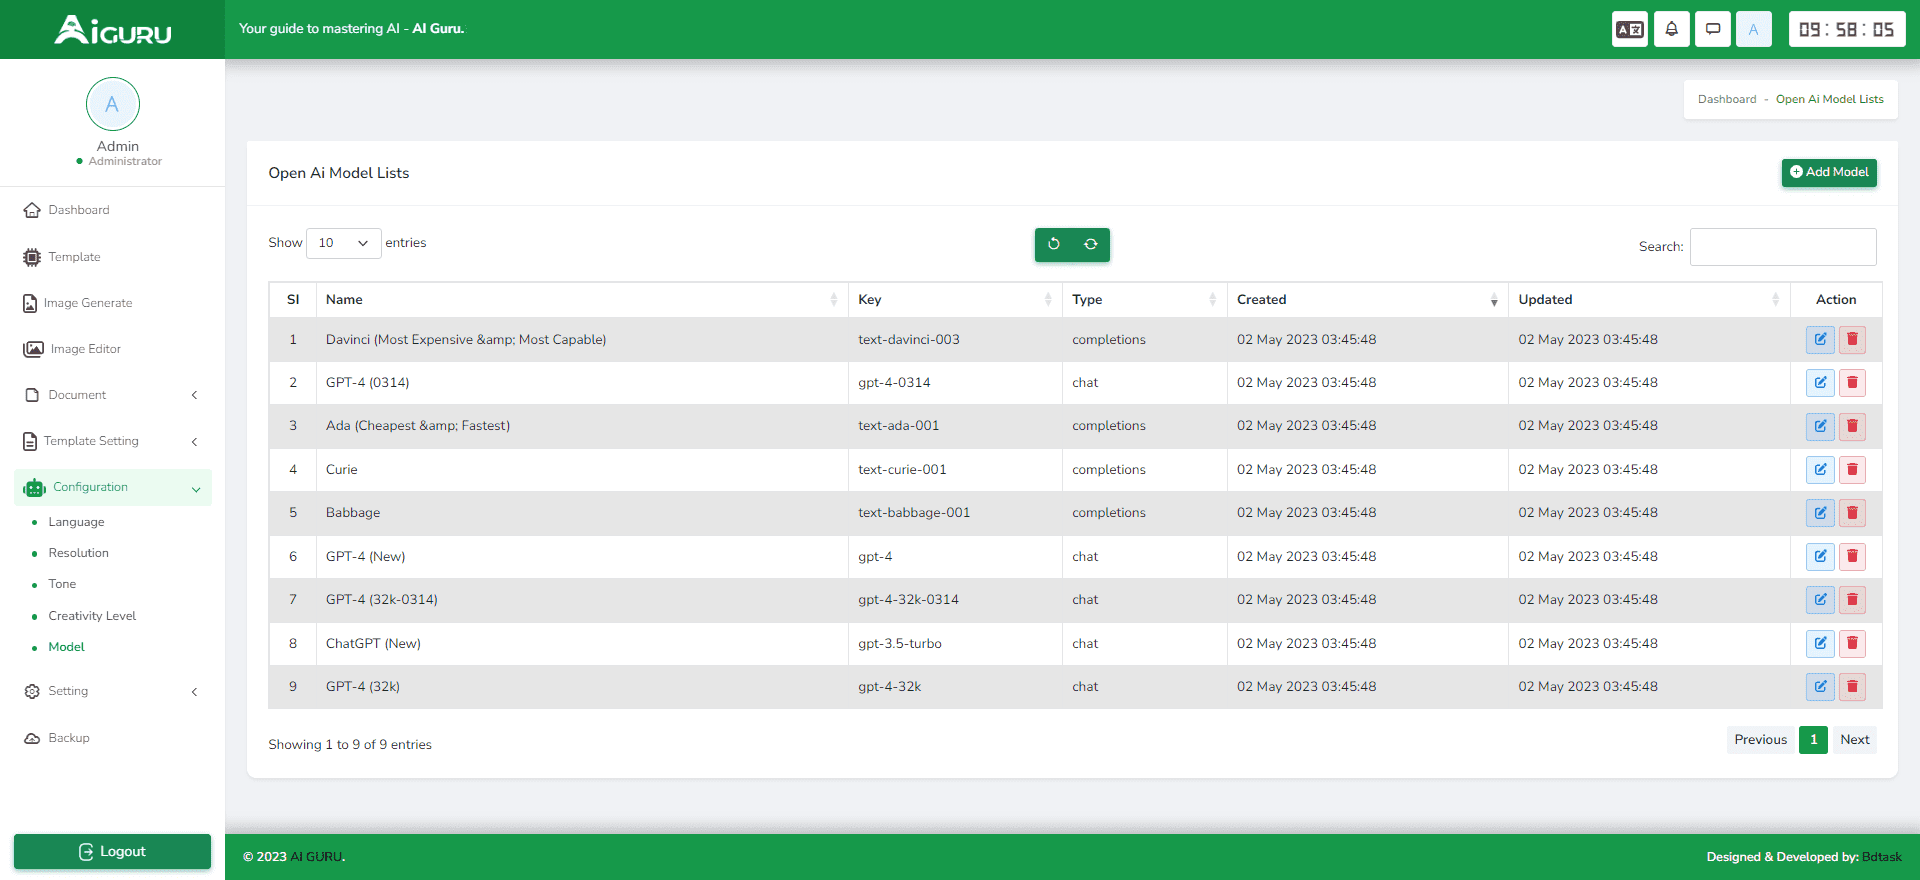 AiGURU
Your guide to mastering AI - AI Guru.
A
09:58:05
A
Admin
Administrator
Dashboard
Template
Image Generate
Image Editor
Document
Template Setting
Configuration
Language
Resolution
Tone
Creativity Level
Model
Setting
Backup
Logout
Dashboard - Open Ai Model Lists
Open Ai Model Lists
Add Model
Show 10 entries
Search:
Sl Name Key Type Created Updated Action
1 Davinci (Most Expensive &amp; Most Capable) text-davinci-003 completions 02 May 2023 03:45:48 02 May 2023 03:45:48
2 GPT-4 (0314) gpt-4-0314 chat 02 May 2023 03:45:48 02 May 2023 03:45:48
3 Ada (Cheapest &amp; Fastest) text-ada-001 completions 02 May 2023 03:45:48 02 May 2023 03:45:48
4 Curie text-curie-001 completions 02 May 2023 03:45:48 02 May 2023 03:45:48
5 Babbage text-babbage-001 completions 02 May 2023 03:45:48 02 May 2023 03:45:48
6 GPT-4 (New) gpt-4 chat 02 May 2023 03:45:48 02 May 2023 03:45:48
7 GPT-4 (32k-0314) gpt-4-32k-0314 chat 02 May 2023 03:45:48 02 May 2023 03:45:48
8 ChatGPT (New) gpt-3.5-turbo chat 02 May 2023 03:45:48 02 May 2023 03:45:48
9 GPT-4 (32k) gpt-4-32k chat 02 May 2023 03:45:48 02 May 2023 03:45:48
Showing 1 to 9 of 9 entries
Previous 1 Next
© 2023 AI GURU.
Designed & Developed by: Bdtask